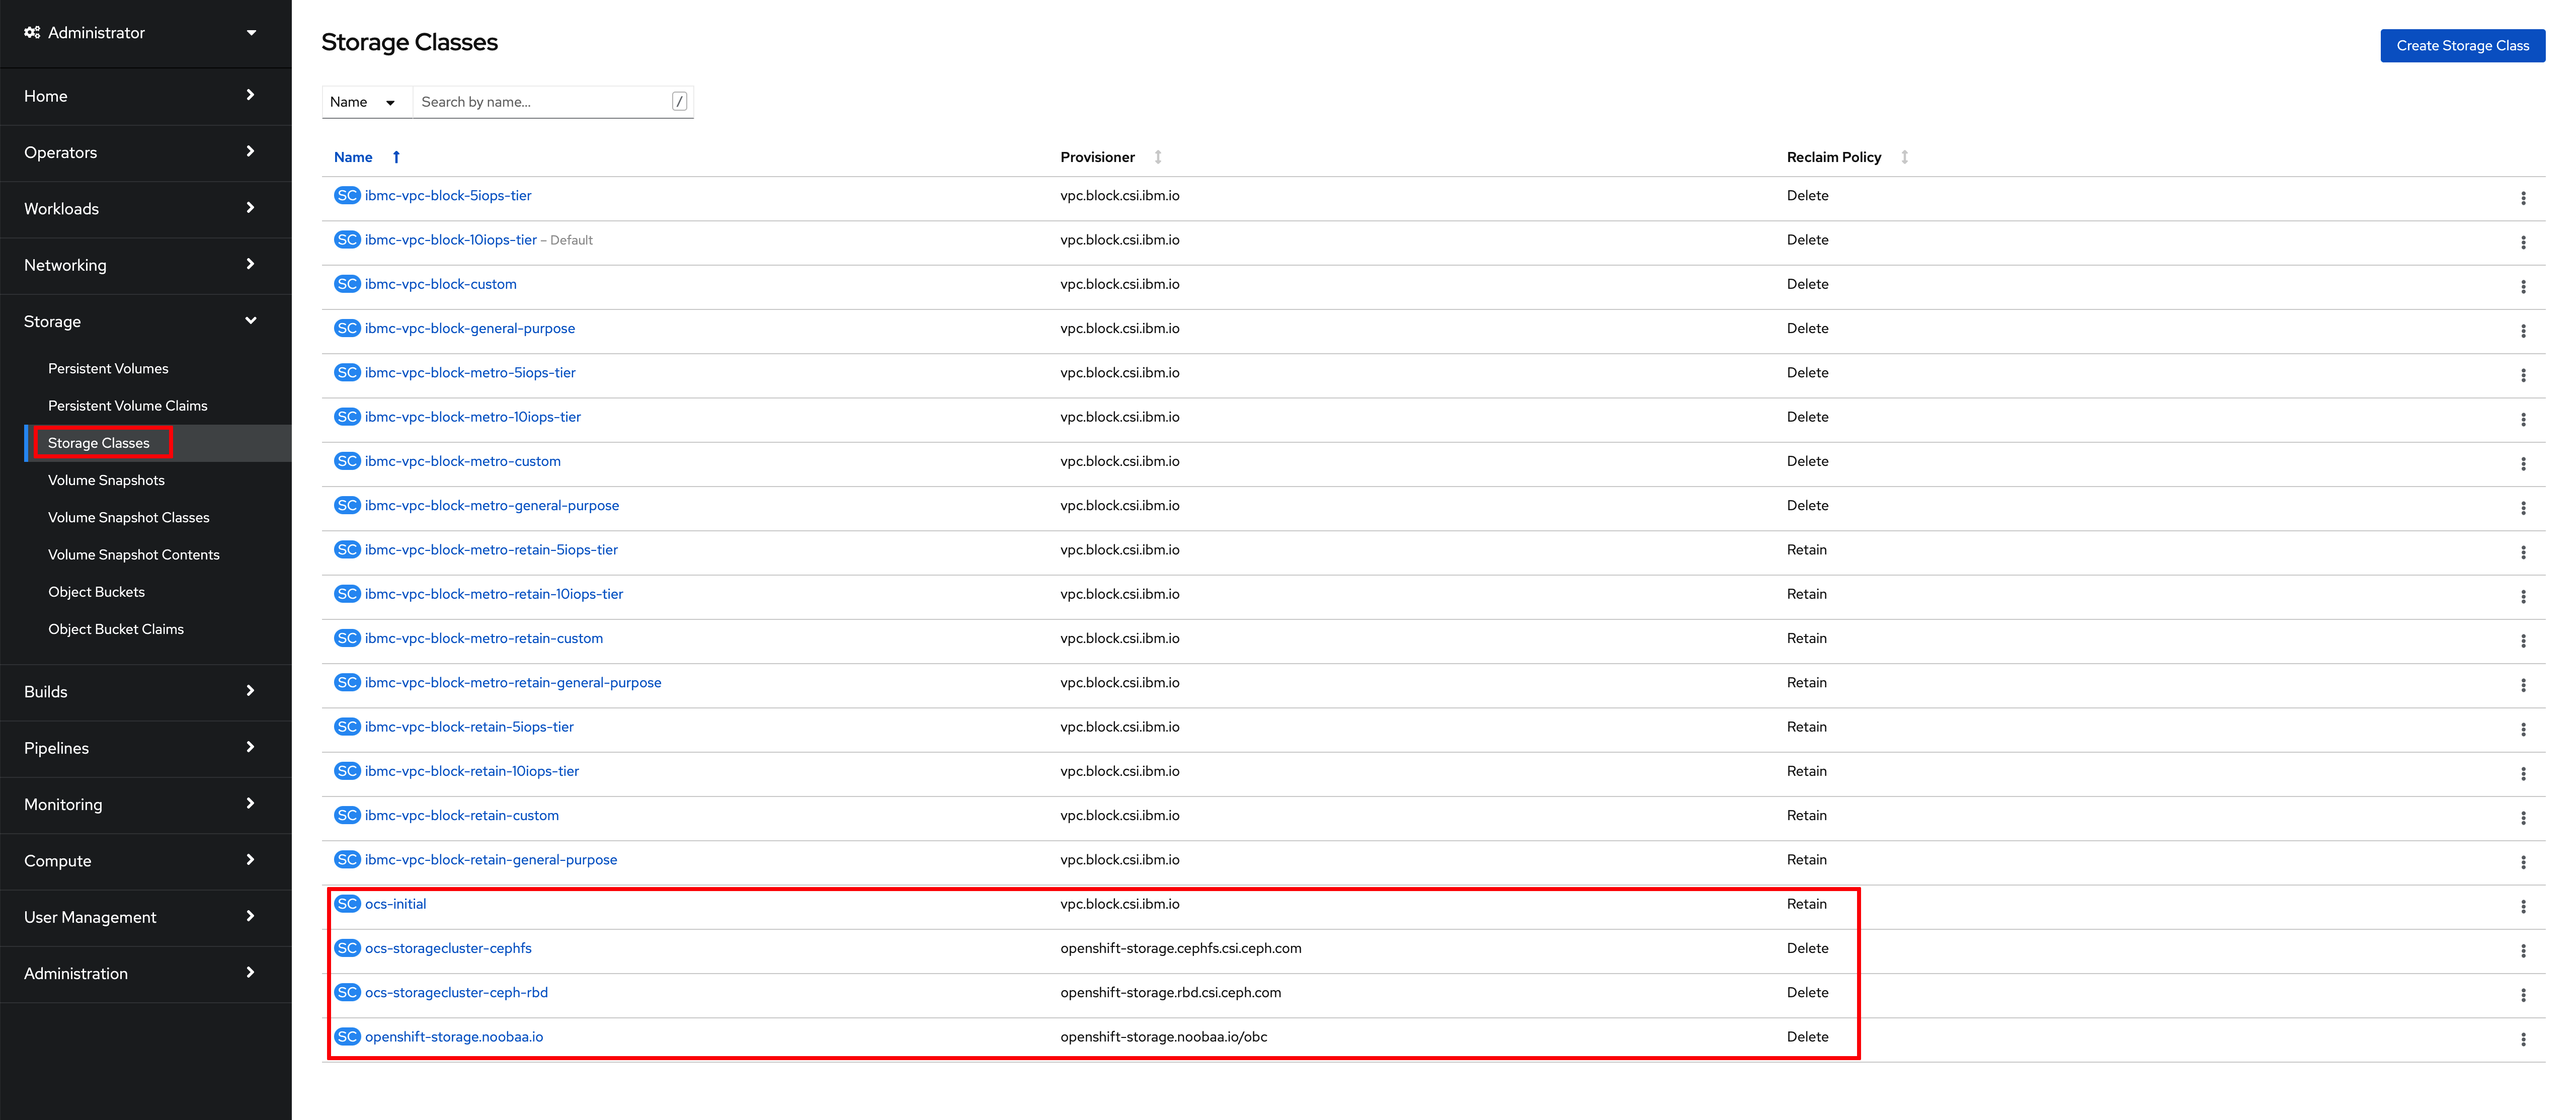 Administrator
Home
Operators
Workloads
Networking
Storage
Persistent Volumes
Persistent Volume Claims
Storage Classes
Volume Snapshots
Volume Snapshot Classes
Volume Snapshot Contents
Object Buckets
Object Bucket Claims
Builds
Pipelines
Monitoring
Compute
User Management
Administration
Storage Classes
Create Storage Class
Name Search by name... /
Name Provisioner Reclaim Policy
SC ibmc-vpc-block-5iops-tier vpc.block.csi.ibm.io Delete
SC ibmc-vpc-block-10iops-tier – Default vpc.block.csi.ibm.io Delete
SC ibmc-vpc-block-custom vpc.block.csi.ibm.io Delete
SC ibmc-vpc-block-general-purpose vpc.block.csi.ibm.io Delete
SC ibmc-vpc-block-metro-5iops-tier vpc.block.csi.ibm.io Delete
SC ibmc-vpc-block-metro-10iops-tier vpc.block.csi.ibm.io Delete
SC ibmc-vpc-block-metro-custom vpc.block.csi.ibm.io Delete
SC ibmc-vpc-block-metro-general-purpose vpc.block.csi.ibm.io Delete
SC ibmc-vpc-block-metro-retain-5iops-tier vpc.block.csi.ibm.io Retain
SC ibmc-vpc-block-metro-retain-10iops-tier vpc.block.csi.ibm.io Retain
SC ibmc-vpc-block-metro-retain-custom vpc.block.csi.ibm.io Retain
SC ibmc-vpc-block-metro-retain-general-purpose vpc.block.csi.ibm.io Retain
SC ibmc-vpc-block-retain-5iops-tier vpc.block.csi.ibm.io Retain
SC ibmc-vpc-block-retain-10iops-tier vpc.block.csi.ibm.io Retain
SC ibmc-vpc-block-retain-custom vpc.block.csi.ibm.io Retain
SC ibmc-vpc-block-retain-general-purpose vpc.block.csi.ibm.io Retain
SC ocs-initial vpc.block.csi.ibm.io Retain
SC ocs-storagecluster-cephfs openshift-storage.cephfs.csi.ceph.com Delete
SC ocs-storagecluster-ceph-rbd openshift-storage.rbd.csi.ceph.com Delete
SC openshift-storage.noobaa.io openshift-storage.noobaa.io/obc Delete